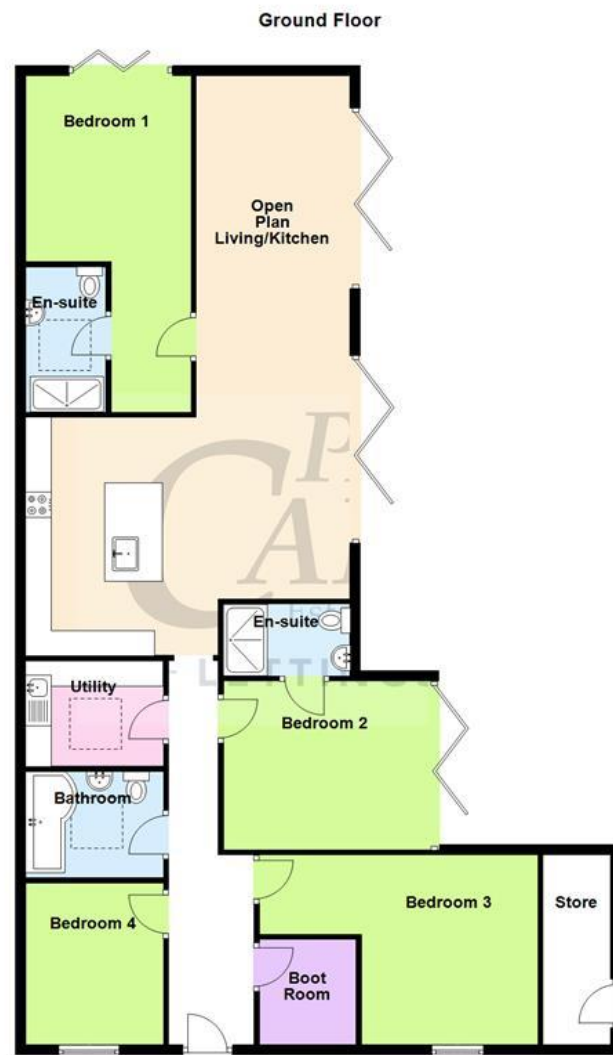 Ground Floor
Bedroom 1
Open
Plan
Living/Kitchen
En-suite
En-suite
Utility
Bedroom 2
Bathroom
Bedroom 4
Bedroom 3
Store
Boot
Room
LETTING